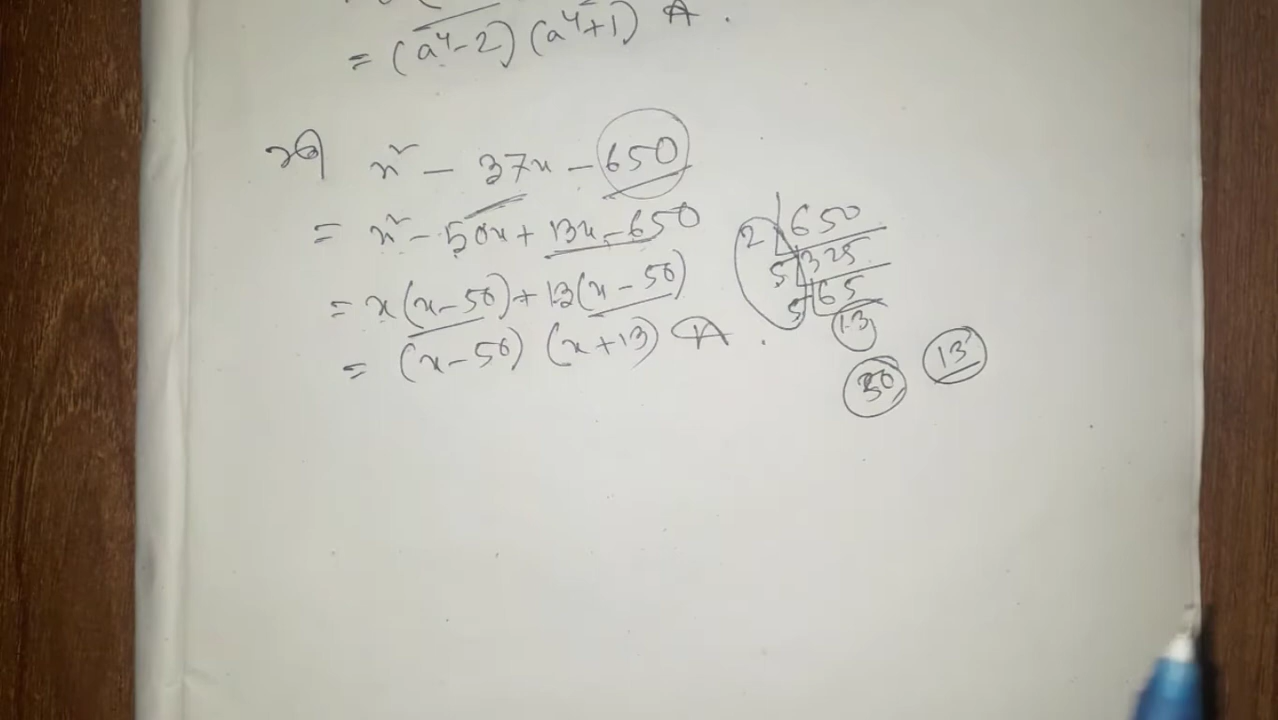 = (a⁴-2) (a⁴+1) A.
x² - 37x - 650
= x² - 50x + 13x - 650
= x(x-50)+13(x-50)
= (x-50) (x+13) A.
2 | 650
5 | 325
5 | 65
13
50 13